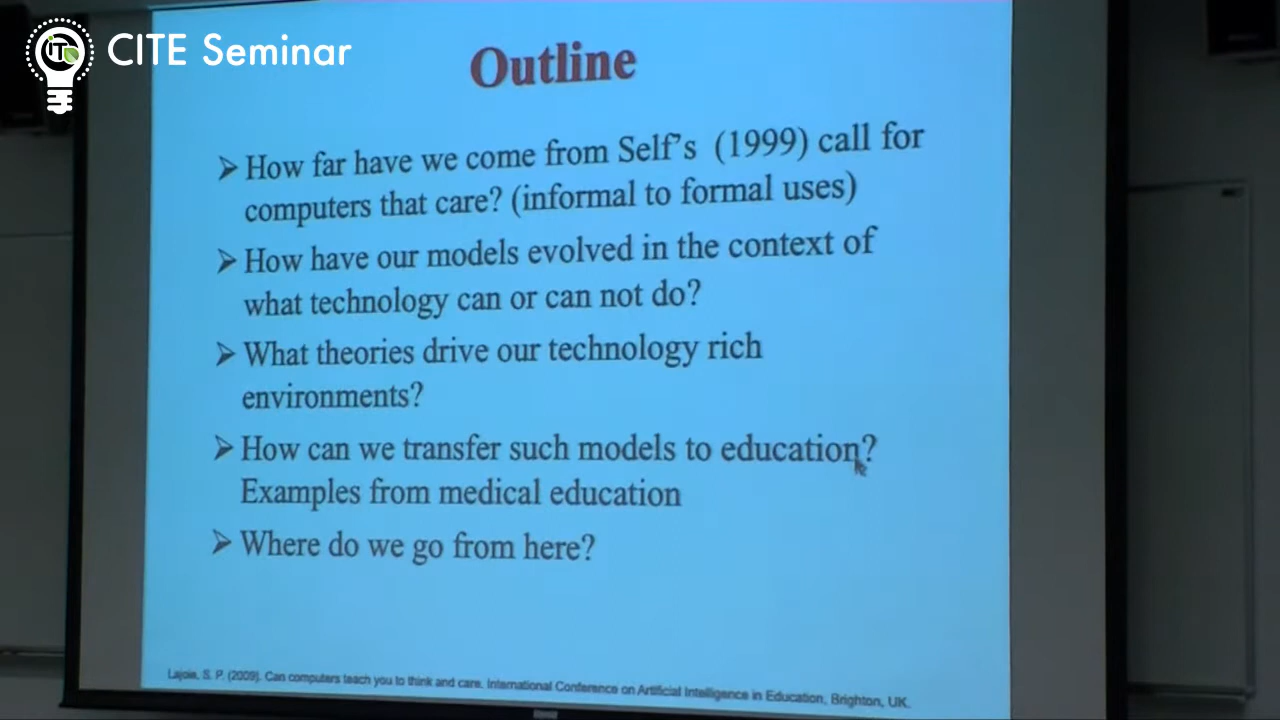 iT
CITE Seminar
Outline
How far have we come from Self's (1999) call for
computers that care? (informal to formal uses)
How have our models evolved in the context of
what technology can or can not do?
What theories drive our technology rich
environments?
How can we transfer such models to education?
Examples from medical education
Where do we go from here?
Lajoie, S. P. (2009). Can computers teach you to think and care. International Conference on Artificial Intelligence in Education, Brighton, UK.